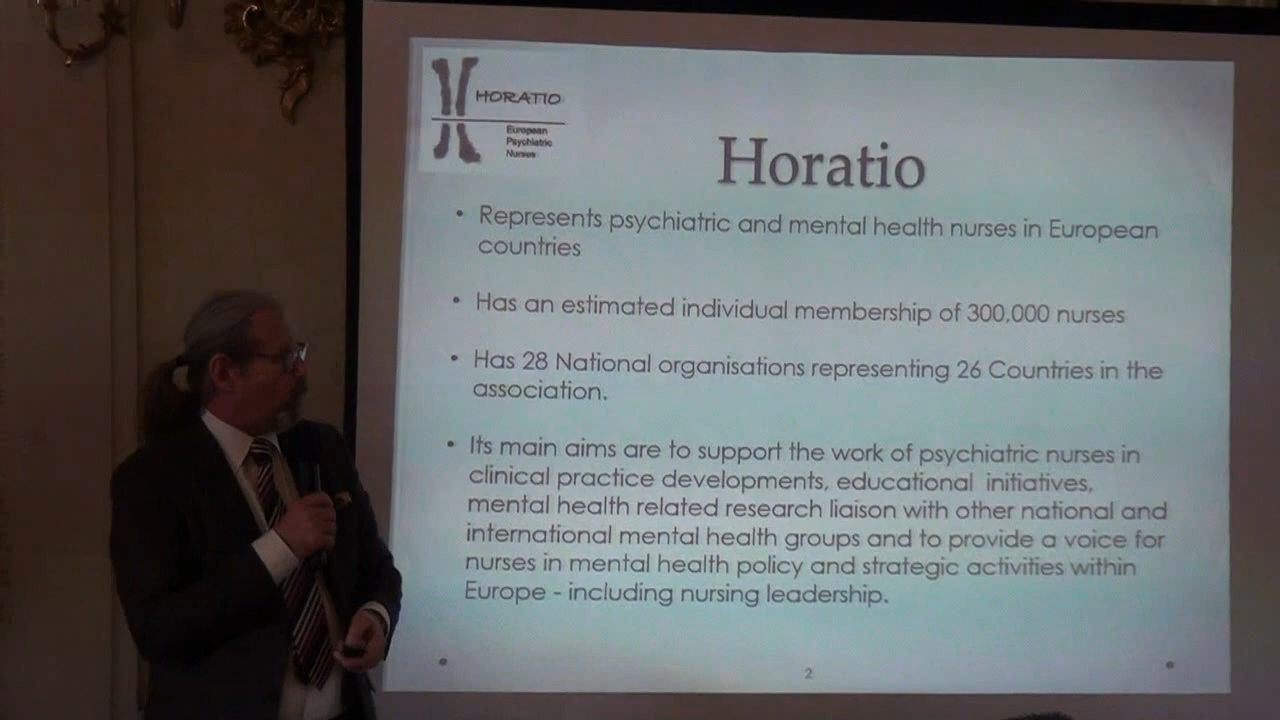 HORATIO
European
Psychiatric
Nurses
Horatio
• Represents psychiatric and mental health nurses in European
countries
• Has an estimated individual membership of 300,000 nurses
• Has 28 National organisations representing 26 Countries in the
association.
• Its main aims are to support the work of psychiatric nurses in
clinical practice developments, educational initiatives,
mental health related research liaison with other national and
international mental health groups and to provide a voice for
nurses in mental health policy and strategic activities within
Europe - including nursing leadership.
2